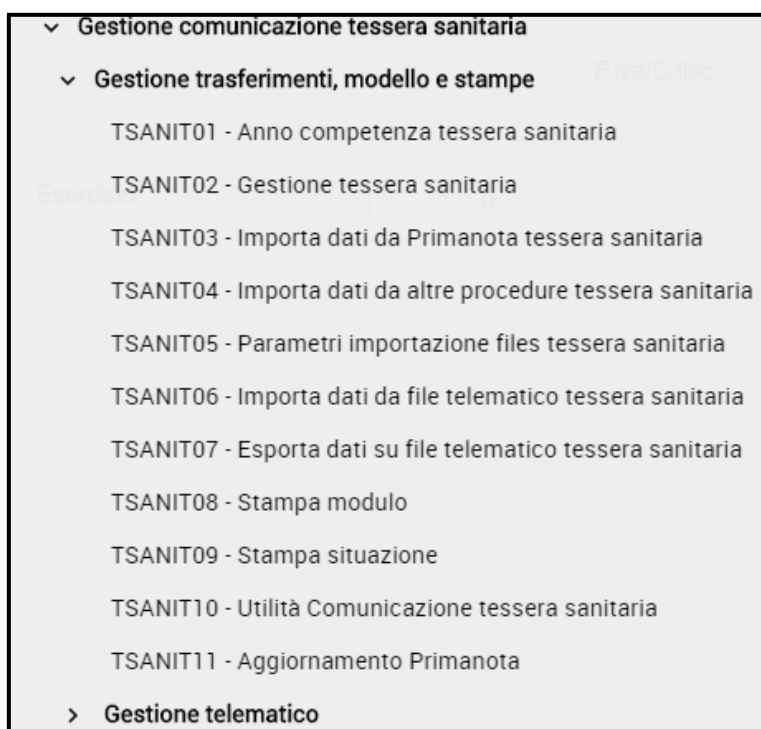 Gestione comunicazione tessera sanitaria
Gestione trasferimenti, modello e stampe
P.iva/C.fisc.
TSANIT01 - Anno competenza tessera sanitaria
TSANIT02 - Gestione tessera sanitaria
Esercizio
TSANIT03 - Importa dati da Primanota tessera sanitaria
TSANIT04 - Importa dati da altre procedure tessera sanitaria
TSANIT05 - Parametri importazione files tessera sanitaria
TSANIT06 - Importa dati da file telematico tessera sanitaria
TSANIT07 - Esporta dati su file telematico tessera sanitaria
TSANIT08 - Stampa modulo
TSANIT09 - Stampa situazione
TSANIT10 - Utilità Comunicazione tessera sanitaria
TSANIT11 - Aggiornamento Primanota
Gestione telematico